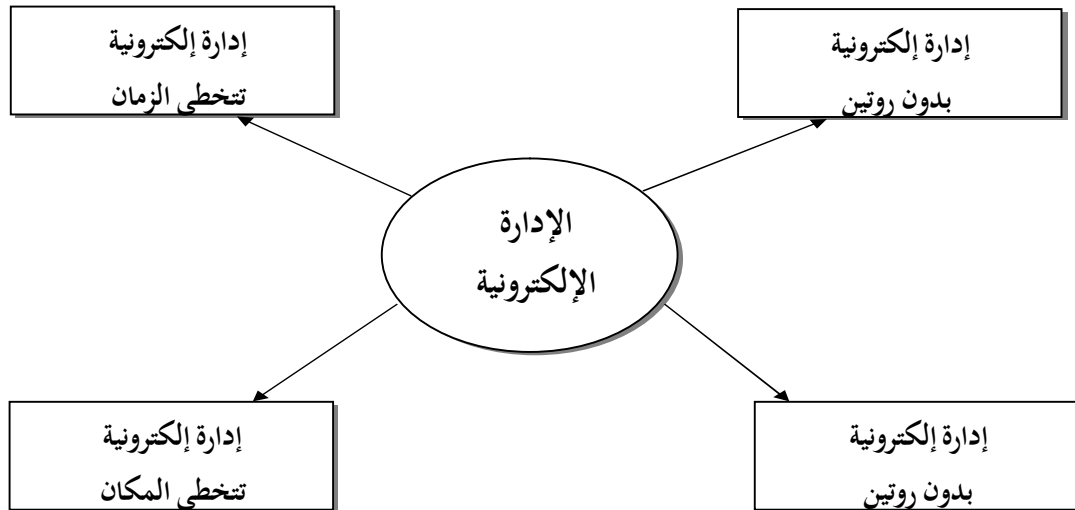 إدارة إلكترونية
بدون روتين
إدارة إلكترونية
تتخطى الزمان
الإدارة
الإلكترونية
إدارة إلكترونية
بدون روتين
إدارة إلكترونية
تتخطى المكان